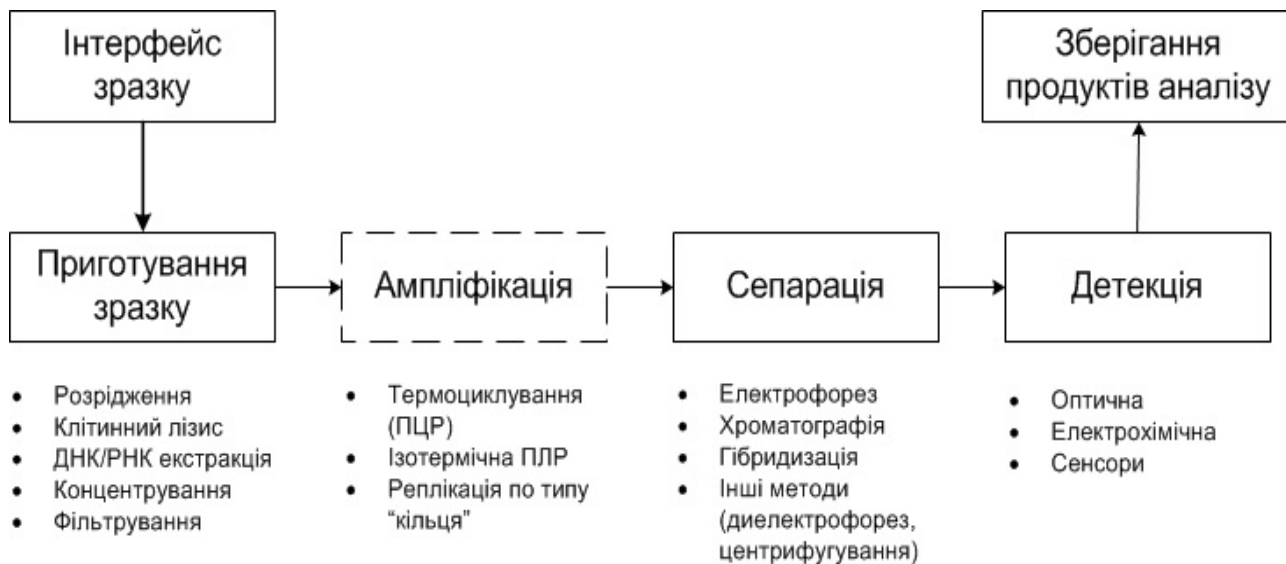 Інтерфейс
зразку
Зберігання
продуктів аналізу
Приготування
зразку
Ампліфікація
Сепарація
Детекція
• Розрідження
• Клітинний лізис
• ДНК/РНК екстракція
• Концентрування
• Фільтрування
• Термоциклування
(ПЦР)
• Ізотермічна ПЛР
• Реплікація по типу
“кільця”
• Електрофорез
• Хроматографія
• Гібридизація
• Інші методи
(диелектрофорез,
центрифугування)
• Оптична
• Електрохімічна
• Сенсори